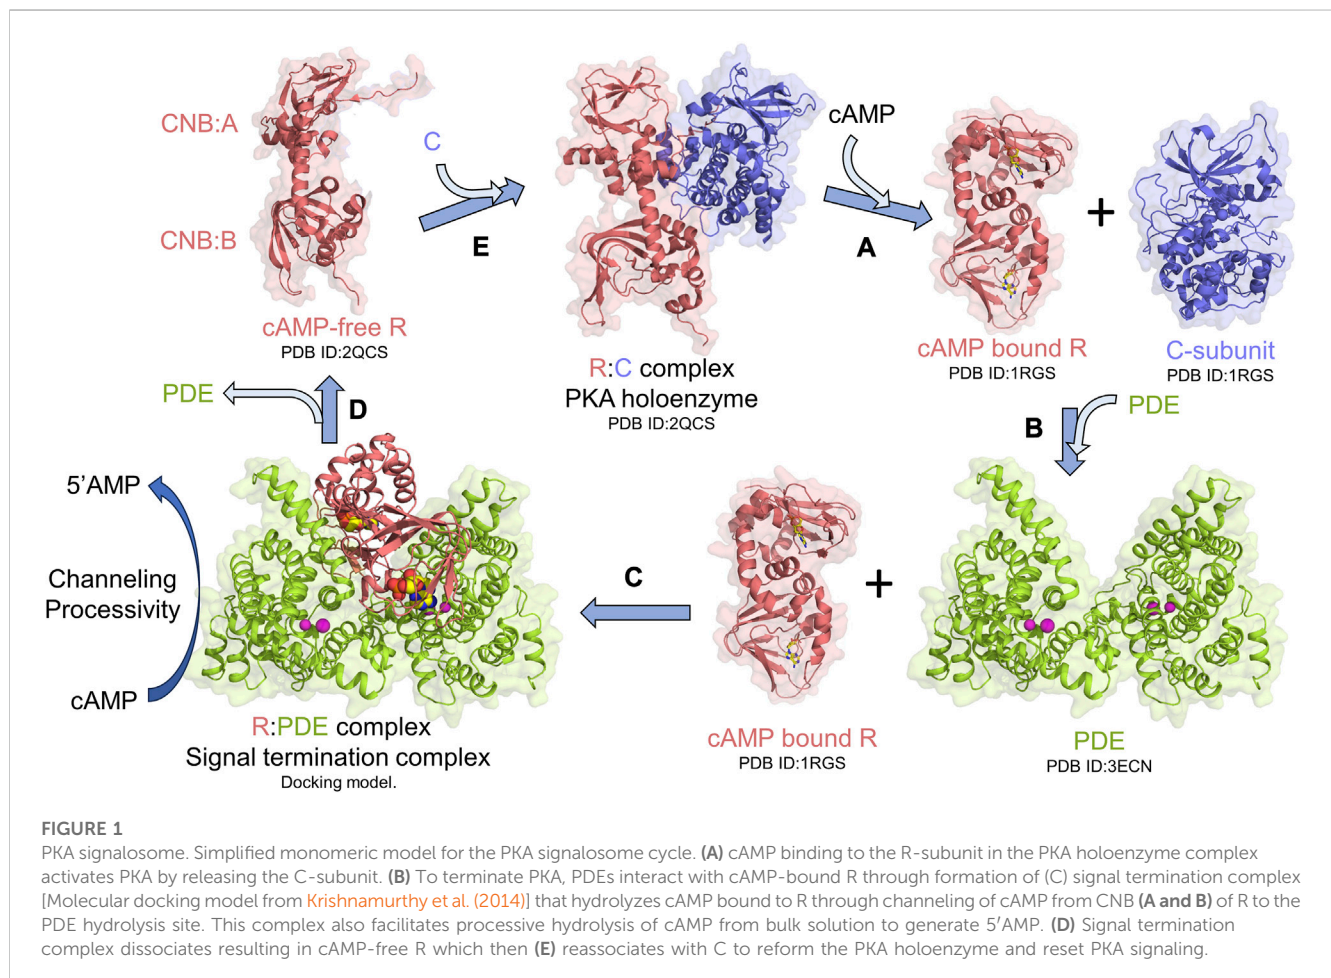 CNB:A
CNB:B
cAMP-free R
PDB ID:2QCS
C
E
R:C complex
PKA holoenzyme
PDB ID:2QCS
cAMP
A
cAMP bound R
PDB ID:1RGS
+
C-subunit
PDB ID:1RGS
B
PDE
PDE
D
5’AMP
Channeling
Processivity
cAMP
R:PDE complex
Signal termination complex
Docking model.
C
cAMP bound R
PDB ID:1RGS
+
PDE
PDB ID:3ECN
FIGURE 1
PKA signalosome. Simplified monomeric model for the PKA signalosome cycle. (A) cAMP binding to the R-subunit in the PKA holoenzyme complex
activates PKA by releasing the C-subunit. (B) To terminate PKA, PDEs interact with cAMP-bound R through formation of (C) signal termination complex
[Molecular docking model from Krishnamurthy et al. (2014)] that hydrolyzes cAMP bound to R through channeling of cAMP from CNB (A and B) of R to the
PDE hydrolysis site. This complex also facilitates processive hydrolysis of cAMP from bulk solution to generate 5′AMP. (D) Signal termination
complex dissociates resulting in cAMP-free R which then (E) reassociates with C to reform the PKA holoenzyme and reset PKA signaling.